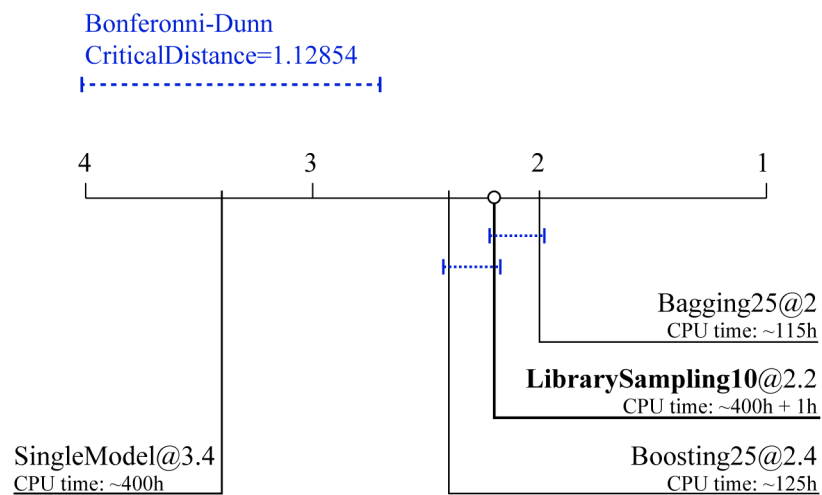 Bonferonni-Dunn
CriticalDistance=1.12854
4 3 2 1
Bagging25@2
CPU time: ~115h
LibrarySampling10@2.2
CPU time: ~400h + 1h
SingleModel@3.4
CPU time: ~400h
Boosting25@2.4
CPU time: ~125h